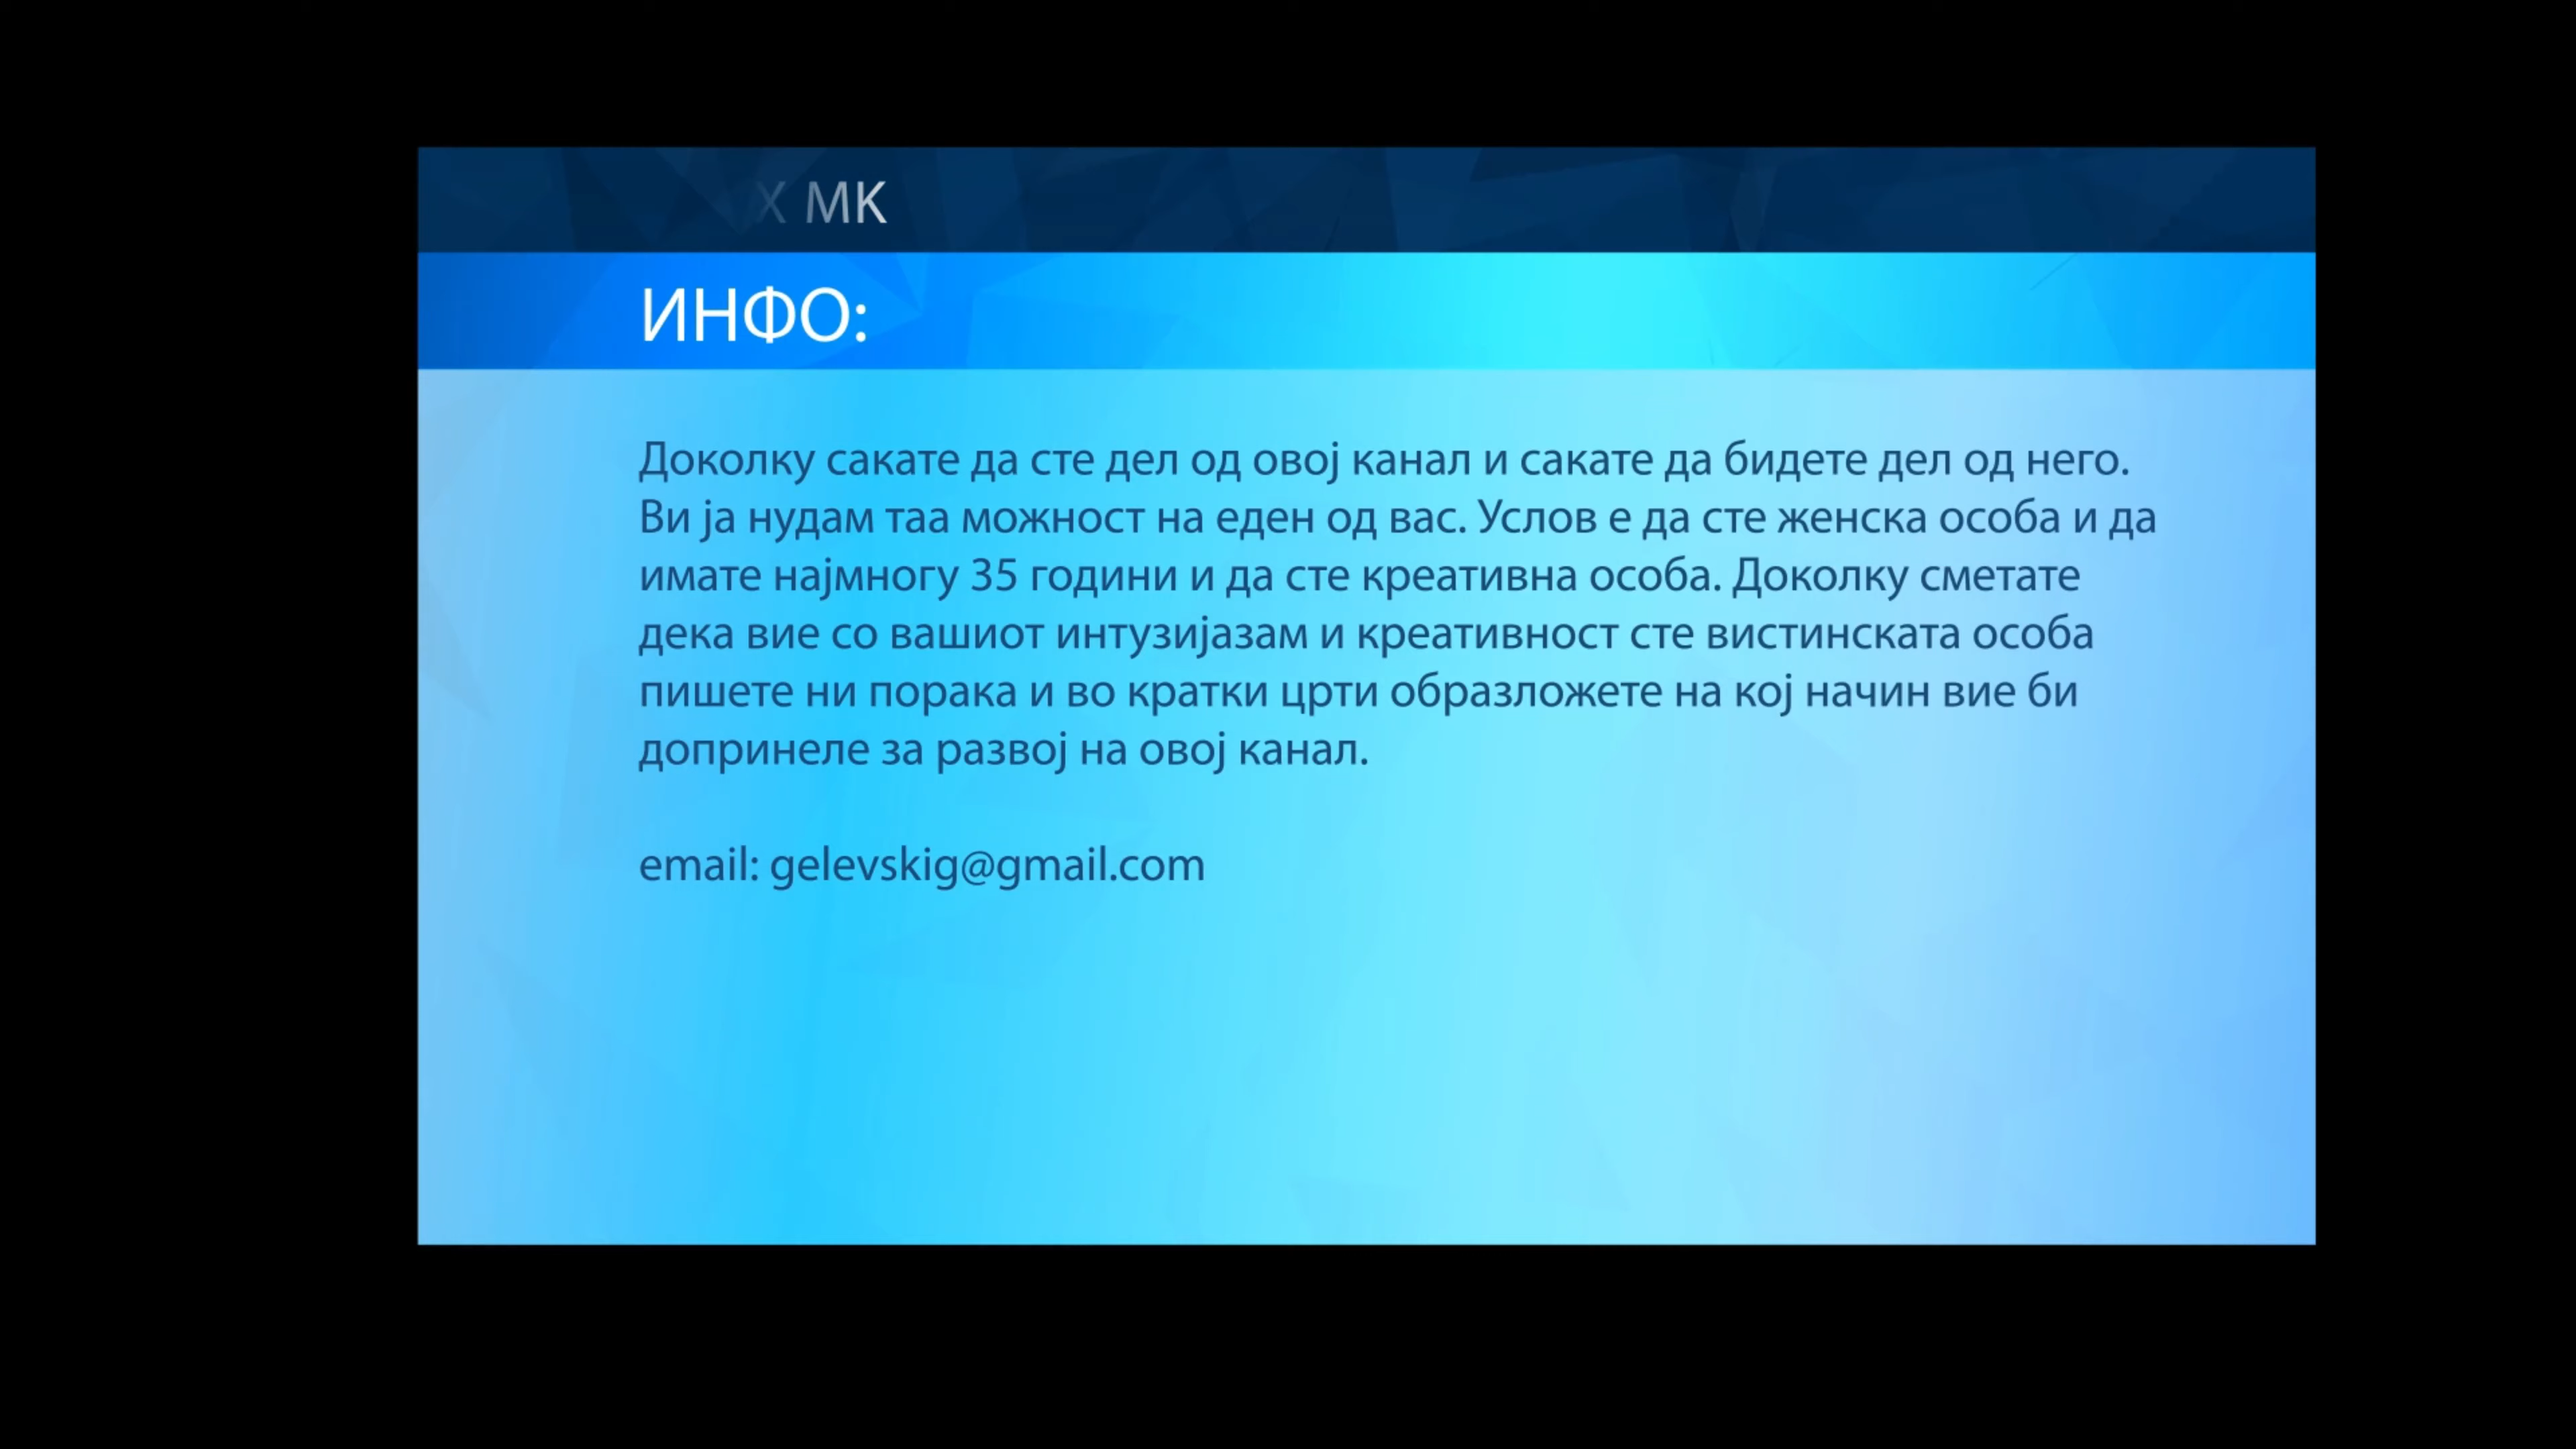 X MK
ИНФО:
Доколку сакате да сте дел од овој канал и сакате да бидете дел од него.
Ви ја нудам таа можност на еден од вас. Услов е да сте женска особа и да
имате најмногу 35 години и да сте креативна особа. Доколку сметате
дека вие со вашиот интузијазам и креативност сте вистинската особа
пишете ни порака и во кратки црти образложете на кој начин вие би
допринеле за развој на овој канал.
email: gelevskig@gmail.com